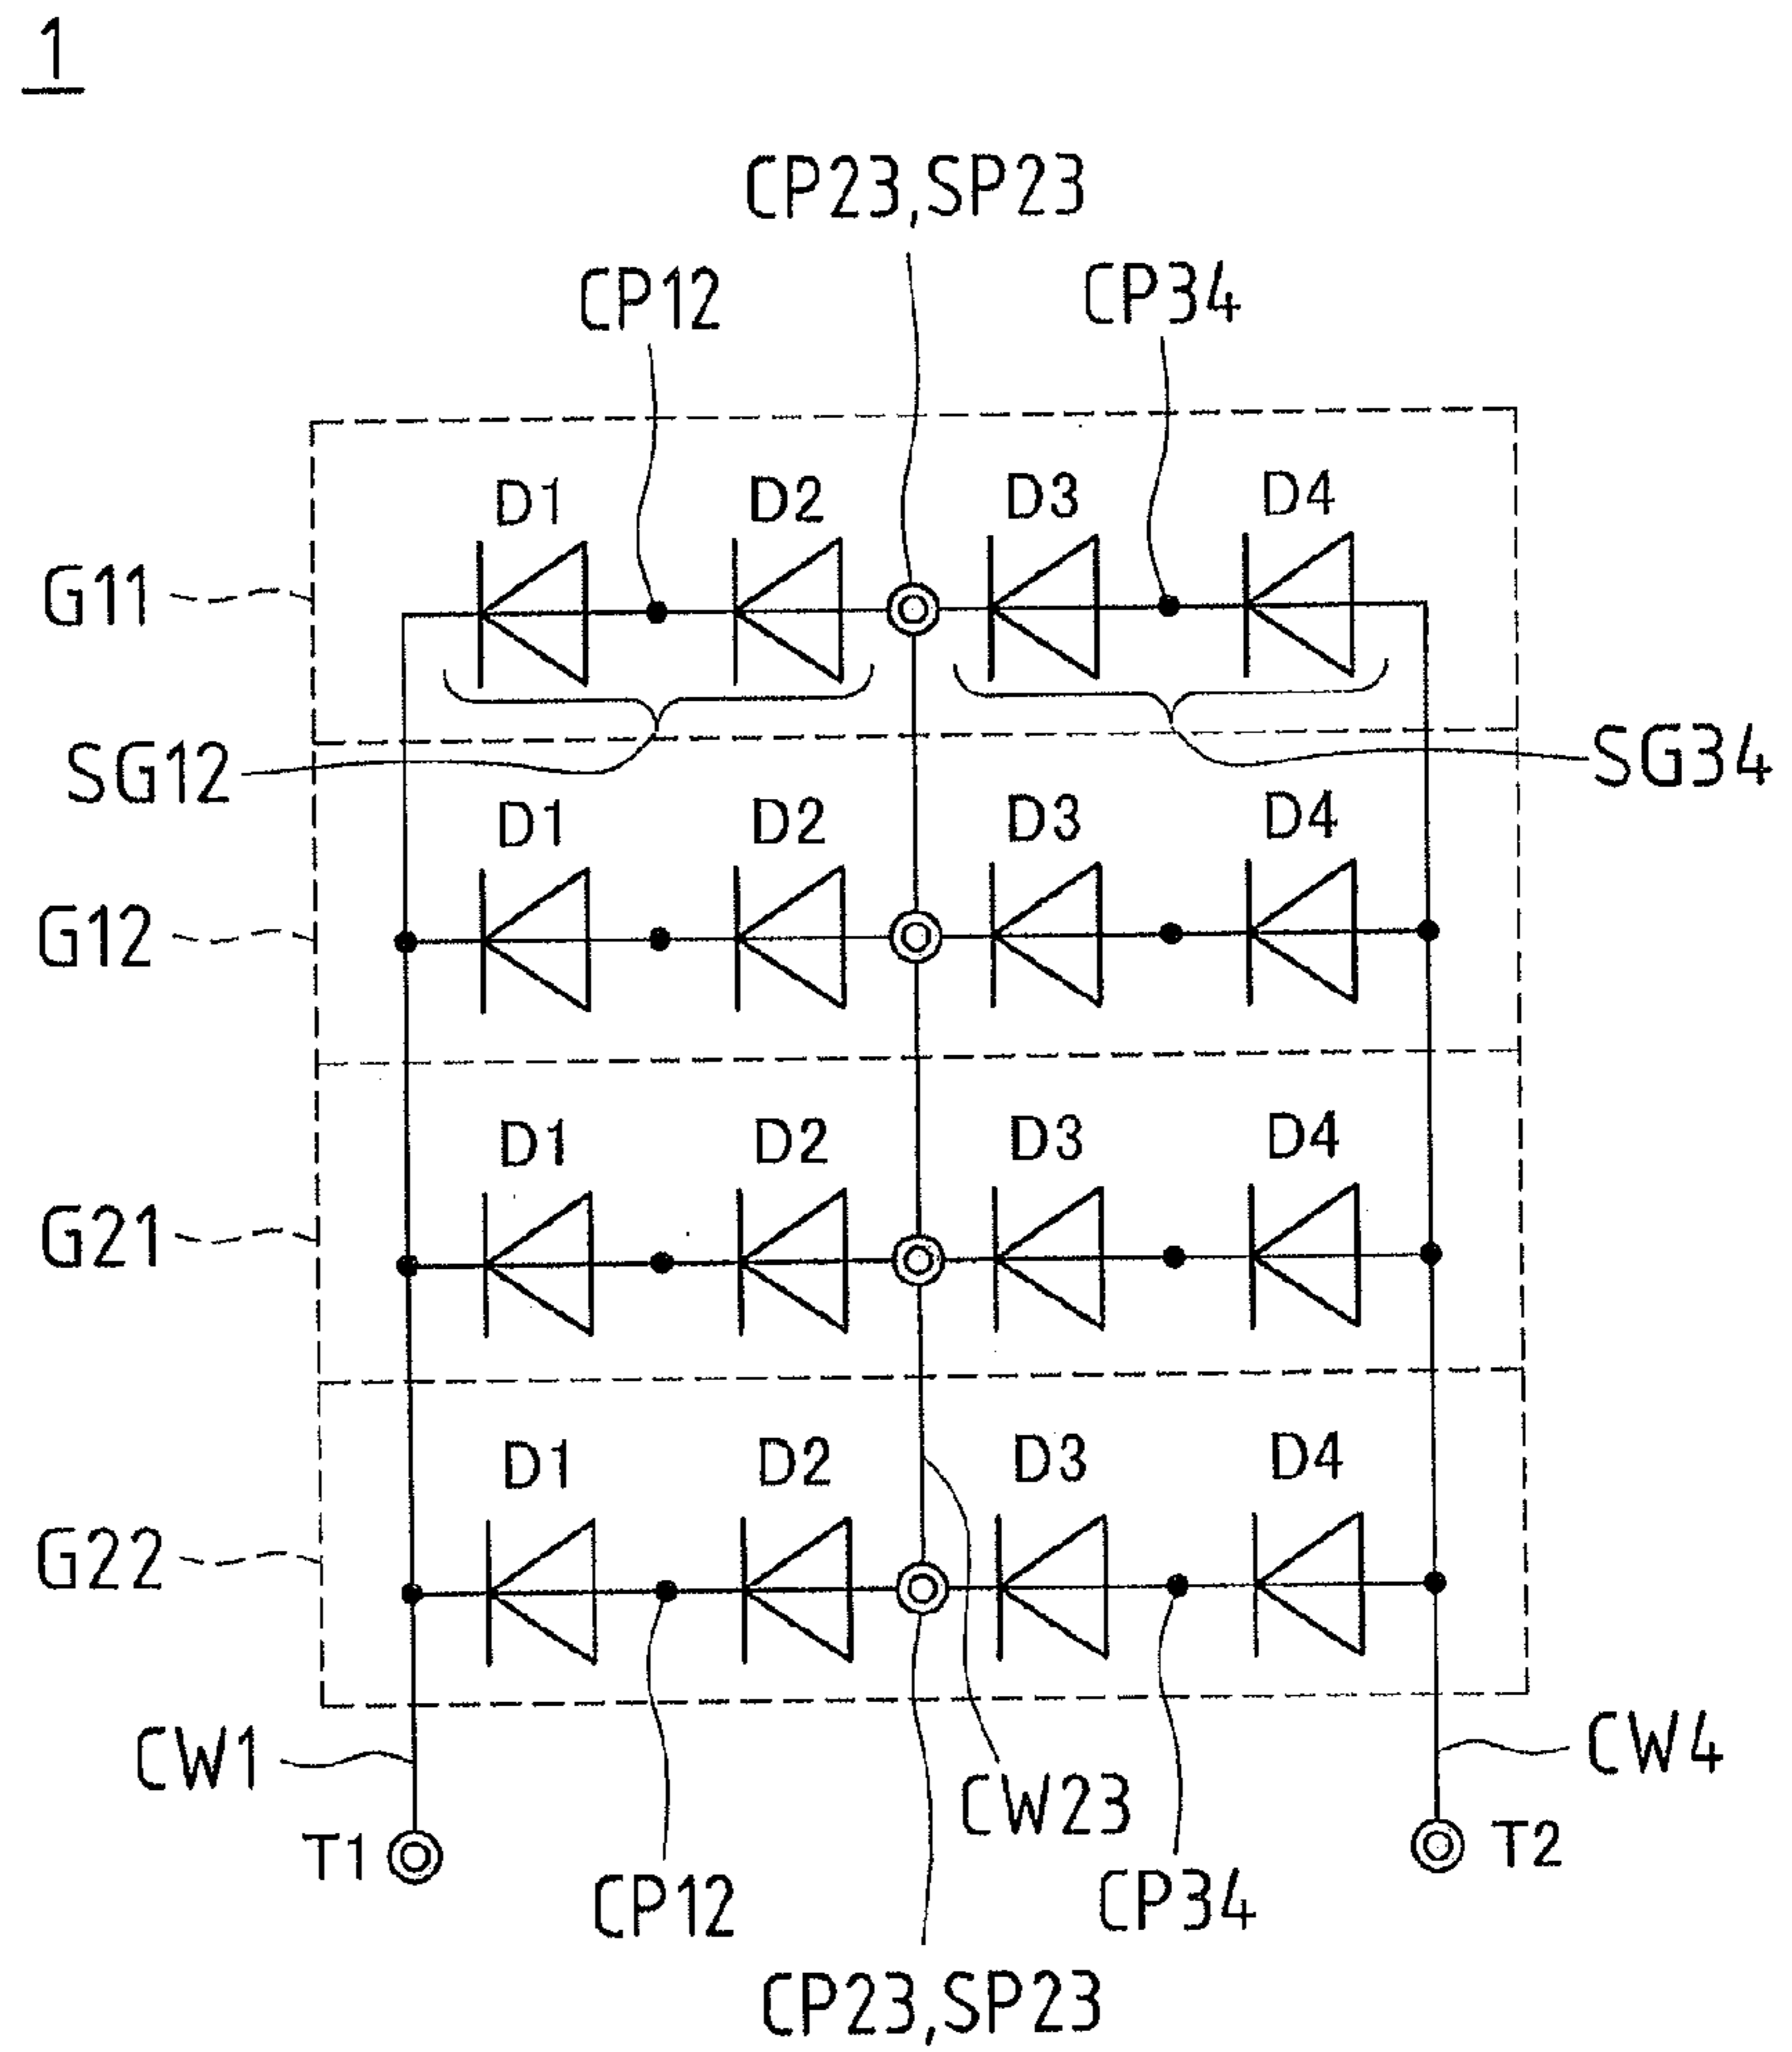 1
CP23,SP23
CP12
CP34
D1 D2 D3 D4
G11
SG12
SG34
D1 D2 D3 D4
G12
D1 D2 D3 D4
G21
D1 D2 D3 D4
G22
CW1
CW4
CW23
T1
T2
CP12
CP34
CP23,SP23